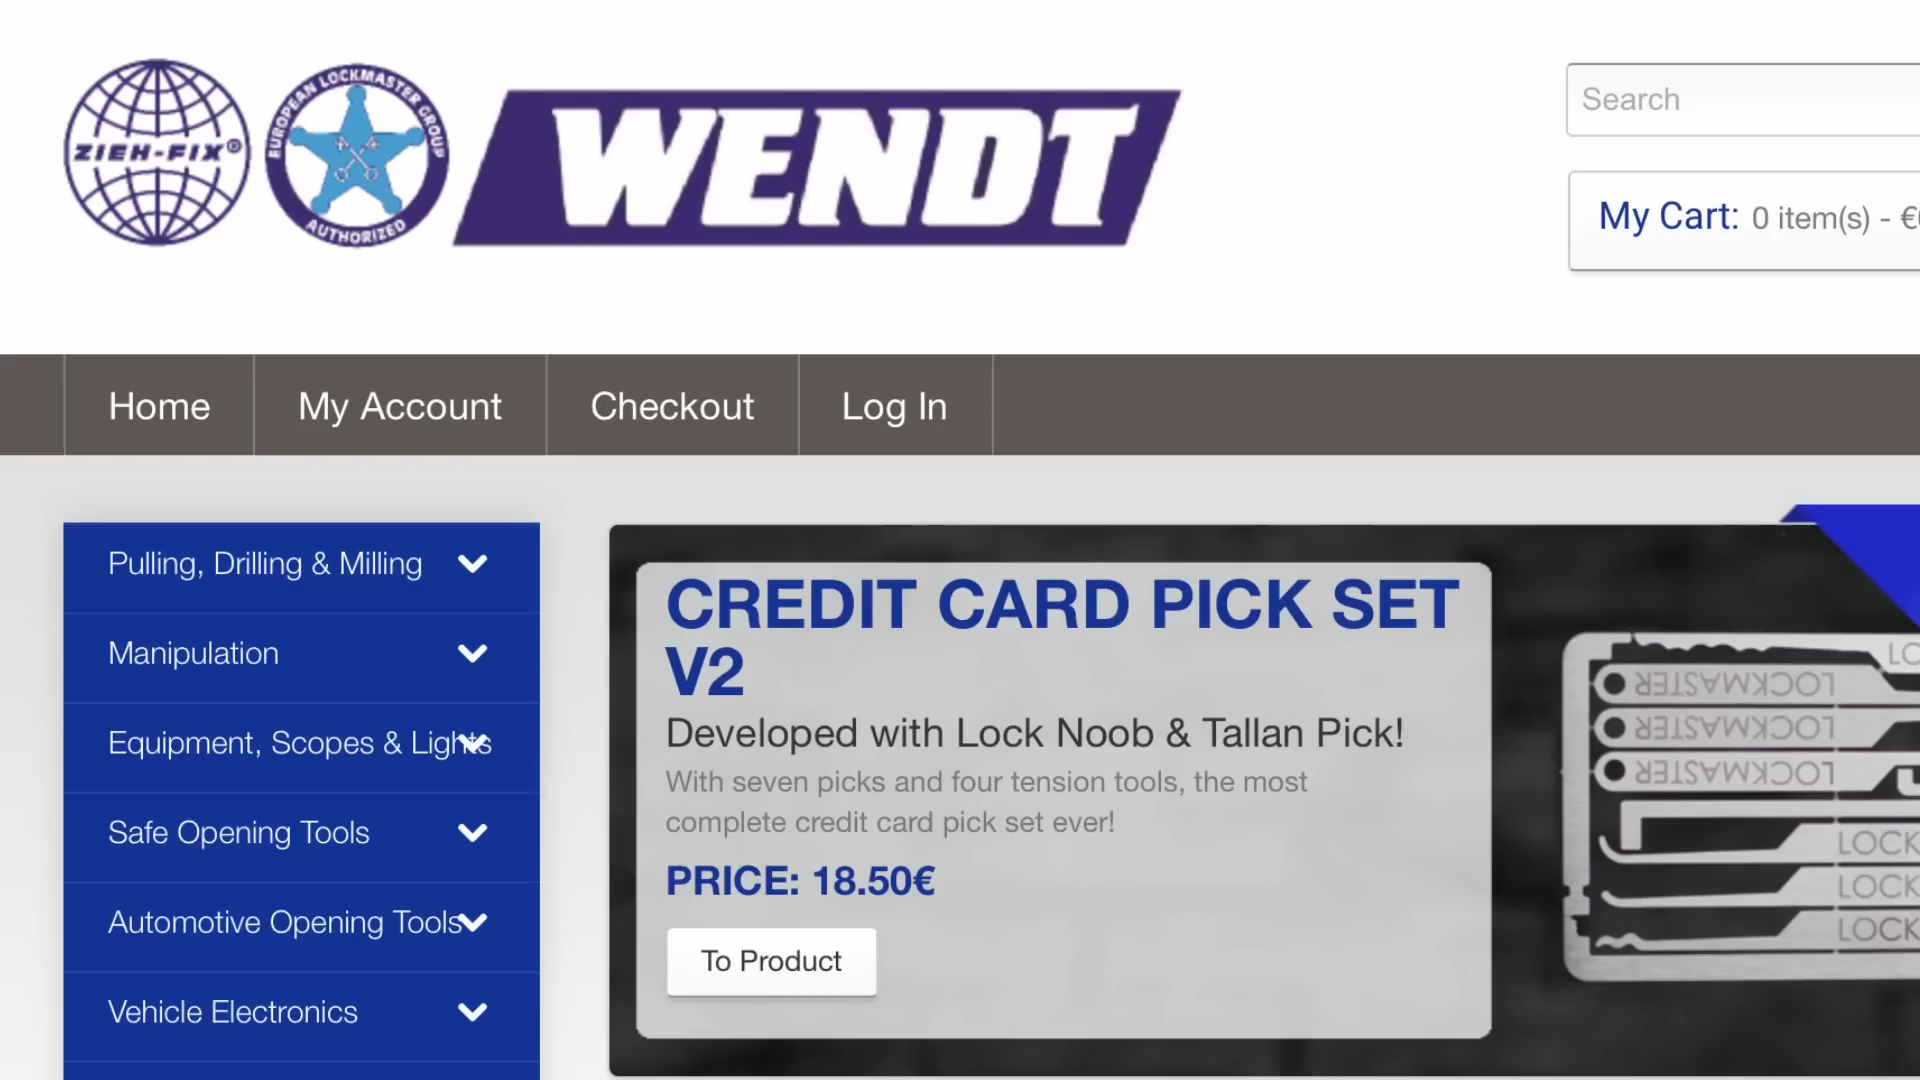 ZIEH-FIX®
EUROPEAN LOCKMASTER GROUP
AUTHORIZED
WENDT
Search
My Cart: 0 item(s) - €
Home
My Account
Checkout
Log In
Pulling, Drilling & Milling
Manipulation
Equipment, Scopes & Lights
Safe Opening Tools
Automotive Opening Tools
Vehicle Electronics
CREDIT CARD PICK SET
V2
Developed with Lock Noob & Tallan Pick!
With seven picks and four tension tools, the most
complete credit card pick set ever!
PRICE: 18.50€
To Product
LO
LOCKMASTER
LOCKMASTER
LOCKMASTER
LOCK
LOCK
LOCK